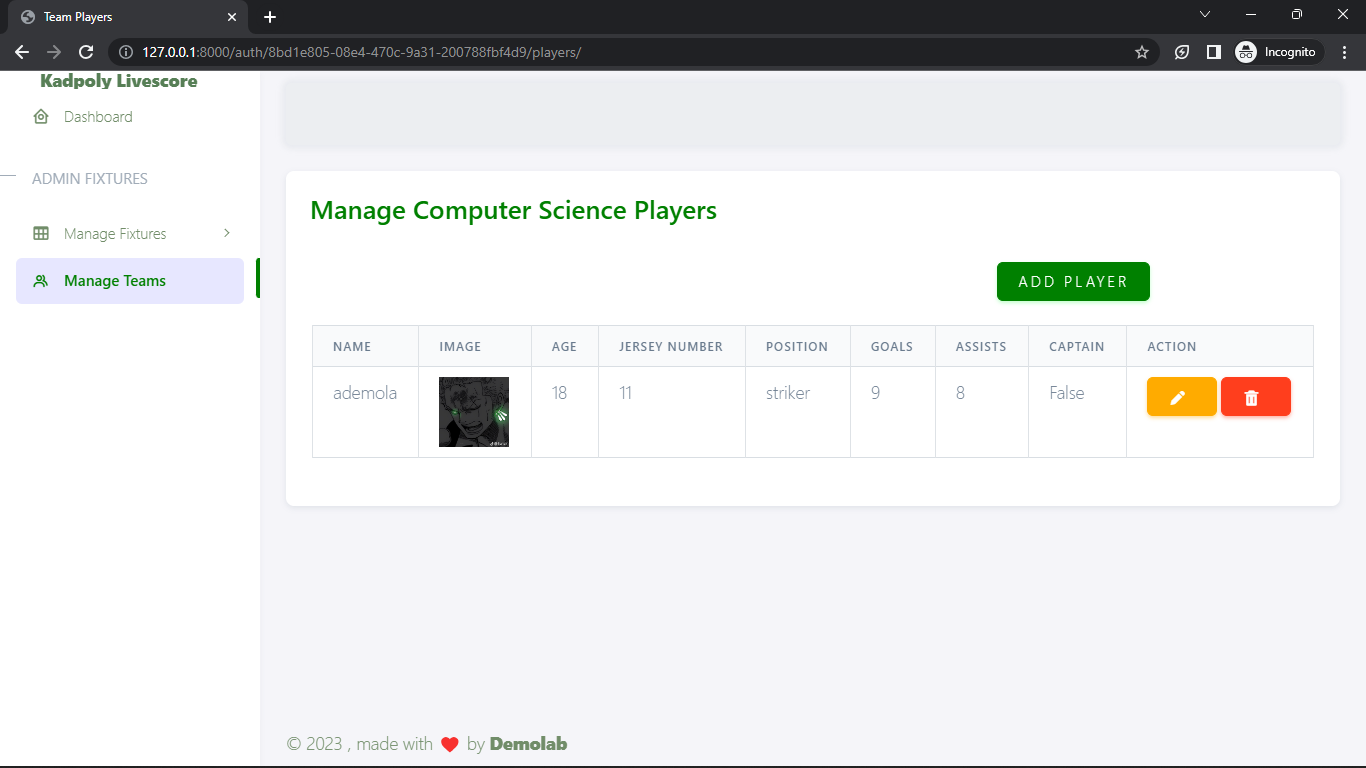 Team Players
127.0.0.1:8000/auth/8bd1e805-08e4-470c-9a31-200788fbf4d9/players/
Incognito
Kadpoly Livescore
Dashboard
ADMIN FIXTURES
Manage Fixtures
Manage Teams
Manage Computer Science Players
ADD PLAYER
NAME IMAGE AGE JERSEY NUMBER POSITION GOALS ASSISTS CAPTAIN ACTION
ademola 18 11 striker 9 8 False
© 2023 , made with ❤️ by Demolab